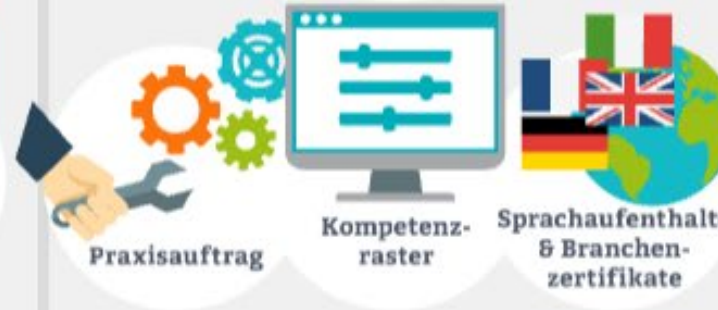 Praxisauftrag
Kompetenz-
raster
Sprachaufenthalt
& Branchen-
zertifikate